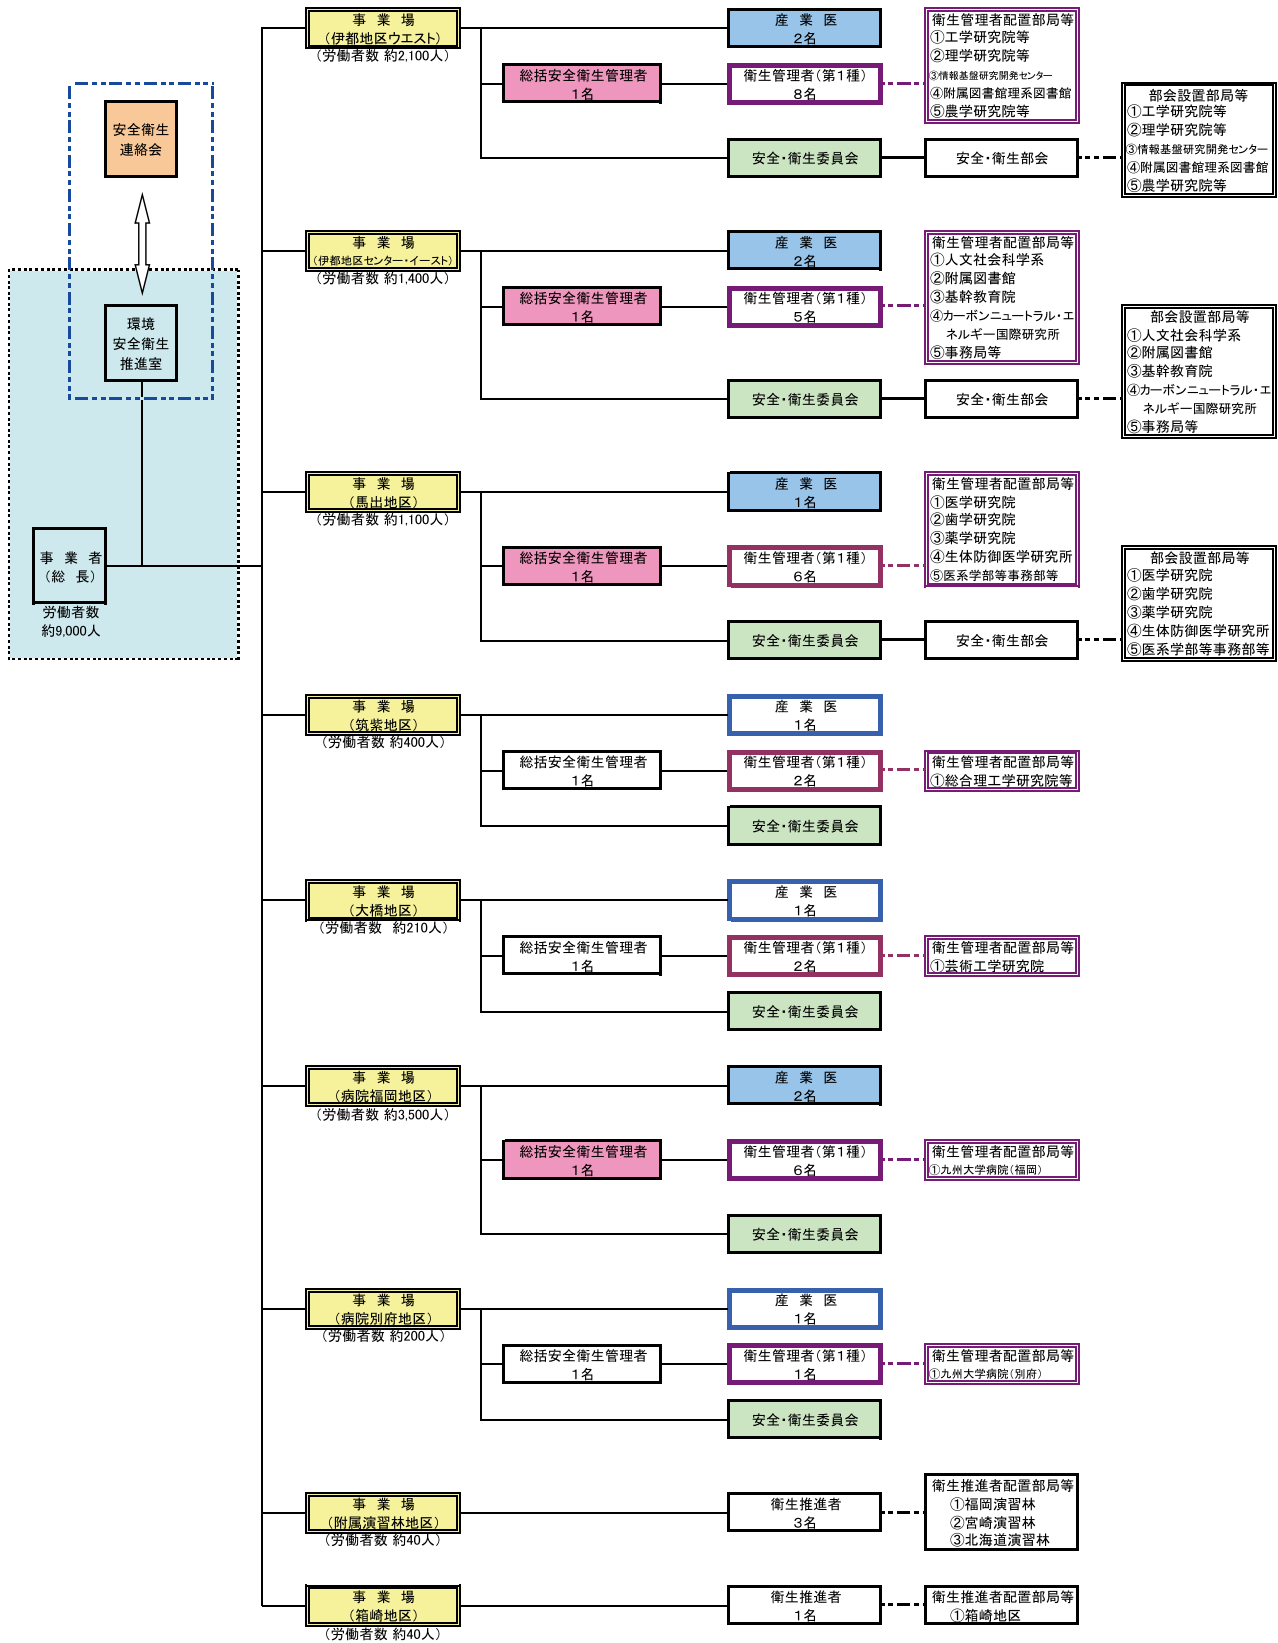 安全衛生
連絡会
環境
安全衛生
推進室
事　業　者
（総　長）
労働者数
約9,000人
事　業　場
（伊都地区ウエスト）
（労働者数 約2,100人）
産　業　医
２名
総括安全衛生管理者
１名
衛生管理者（第１種）
８名
衛生管理者配置部局等
①工学研究院等
②理学研究院等
③情報基盤研究開発センター
④附属図書館理系図書館
⑤農学研究院等
安全・衛生委員会
安全・衛生部会
部会設置部局等
①工学研究院等
②理学研究院等
③情報基盤研究開発センター
④附属図書館理系図書館
⑤農学研究院等
事　業　場
（伊都地区センター・イースト）
（労働者数 約1,400人）
産　業　医
２名
総括安全衛生管理者
１名
衛生管理者（第１種）
５名
衛生管理者配置部局等
①人文社会科学系
②附属図書館
③基幹教育院
④カーボンニュートラル・エ
ネルギー国際研究所
⑤事務局等
安全・衛生委員会
安全・衛生部会
部会設置部局等
①人文社会科学系
②附属図書館
③基幹教育院
④カーボンニュートラル・エ
ネルギー国際研究所
⑤事務局等
事　業　場
（馬出地区）
（労働者数 約1,100人）
産　業　医
１名
総括安全衛生管理者
１名
衛生管理者（第１種）
６名
衛生管理者配置部局等
①医学研究院
②歯学研究院
③薬学研究院
④生体防御医学研究所
⑤医系学部等事務部等
安全・衛生委員会
安全・衛生部会
部会設置部局等
①医学研究院
②歯学研究院
③薬学研究院
④生体防御医学研究所
⑤医系学部等事務部等
事　業　場
（筑紫地区）
（労働者数 約400人）
産　業　医
１名
総括安全衛生管理者
１名
衛生管理者（第１種）
２名
衛生管理者配置部局等
①総合理工学研究院等
安全・衛生委員会
事　業　場
（大橋地区）
（労働者数　約210人）
産　業　医
１名
総括安全衛生管理者
１名
衛生管理者（第１種）
２名
衛生管理者配置部局等
①芸術工学研究院
安全・衛生委員会
事　業　場
（病院福岡地区）
（労働者数 約3,500人）
産　業　医
２名
総括安全衛生管理者
１名
衛生管理者（第１種）
６名
衛生管理者配置部局等
①九州大学病院（福岡）
安全・衛生委員会
事　業　場
（病院別府地区）
（労働者数 約200人）
産　業　医
１名
総括安全衛生管理者
１名
衛生管理者（第１種）
１名
衛生管理者配置部局等
①九州大学病院（別府）
安全・衛生委員会
事　業　場
（附属演習林地区）
（労働者数 約40人）
衛生推進者
３名
衛生推進者配置部局等
①福岡演習林
②宮崎演習林
③北海道演習林
事　業　場
（箱崎地区）
（労働者数 約40人）
衛生推進者
１名
衛生推進者配置部局等
①箱崎地区